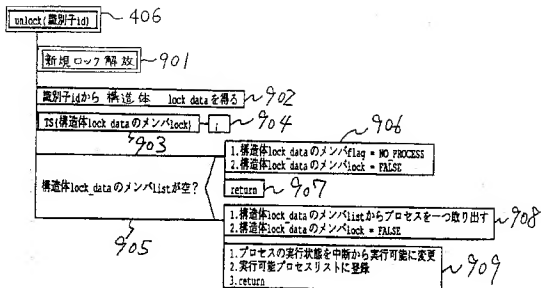 unlock(識別子id) 406
新規ロック解放 901
識別子idから 構造体 lock_dataを得る 902
TS(構造体lock_dataのメンバlock) ; 904
903
906
1.構造体lock_dataのメンバflag = NO_PROCESS
2.構造体lock_dataのメンバlock = FALSE
構造体lock_dataのメンバlistが空?
return 907
905
1.構造体lock_dataのメンバlistからプロセスを一つ取り出す
2.構造体lock_dataのメンバlock = FALSE
908
1.プロセスの実行状態を中断から実行可能に変更
2.実行可能プロセスリストに登録
3.return
909